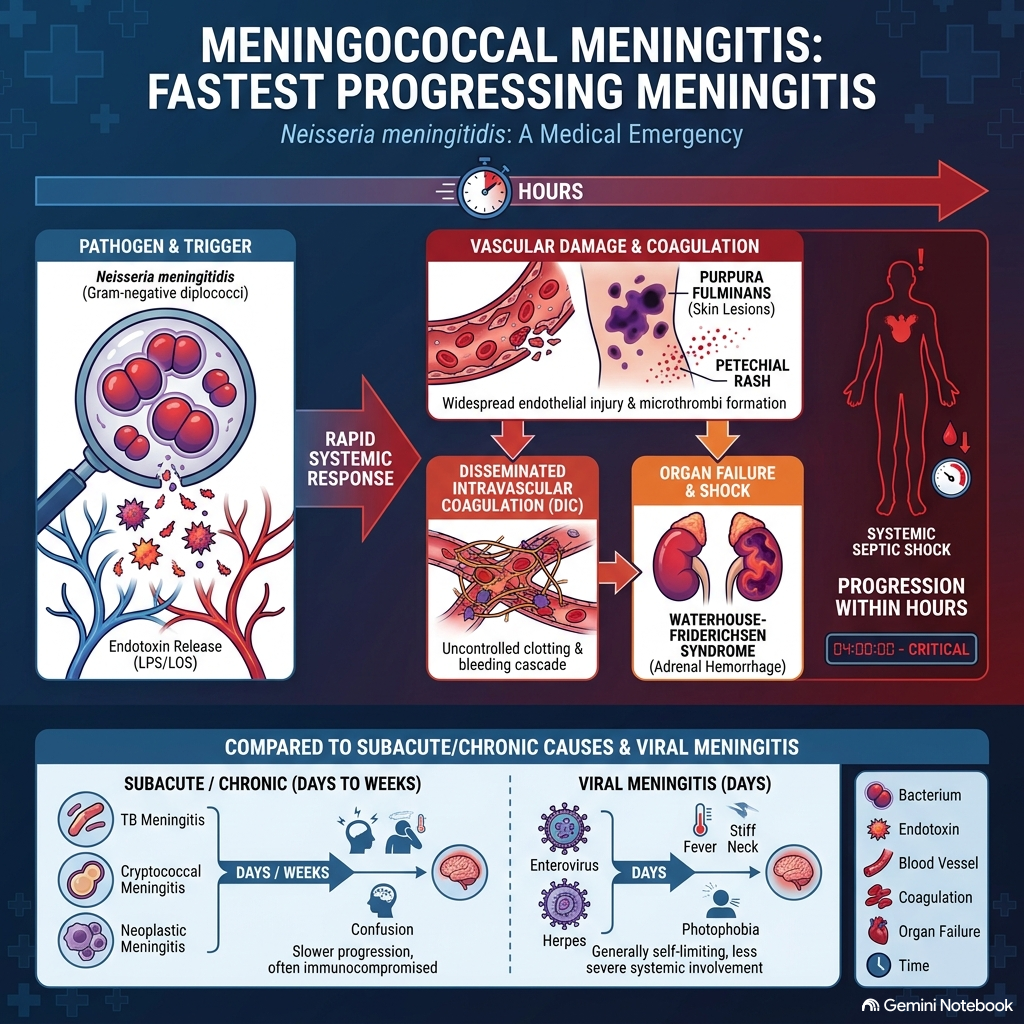 MENINGOCOCCAL MENINGITIS:
FASTEST PROGRESSING MENINGITIS
Neisseria meningitidis: A Medical Emergency
HOURS
PATHOGEN & TRIGGER
Neisseria meningitidis
(Gram-negative diplococci)
Endotoxin Release
(LPS/LOS)
RAPID
SYSTEMIC
RESPONSE
VASCULAR DAMAGE & COAGULATION
PURPURA
FULMINANS
(Skin Lesions)
PETECHIAL
RASH
Widespread endothelial injury & microthrombi formation
DISSEMINATED
INTRAVASCULAR
COAGULATION (DIC)
Uncontrolled clotting &
bleeding cascade
ORGAN FAILURE
& SHOCK
WATERHOUSE-
FRIDERICHSEN
SYNDROME
(Adrenal Hemorrhage)
!
SYSTEMIC
SEPTIC SHOCK
PROGRESSION
WITHIN HOURS
04:00:00 - CRITICAL
COMPARED TO SUBACUTE/CHRONIC CAUSES & VIRAL MENINGITIS
SUBACUTE / CHRONIC (DAYS TO WEEKS)
TB Meningitis
Cryptococcal
Meningitis
Neoplastic
Meningitis
DAYS / WEEKS
Confusion
Slower progression,
often immunocompromised
VIRAL MENINGITIS (DAYS)
Enterovirus
Herpes
DAYS
Fever
Stiff
Neck
Photophobia
Generally self-limiting, less
severe systemic involvement
Bacterium
Endotoxin
Blood Vessel
Coagulation
Organ Failure
Time
Gemini Notebook